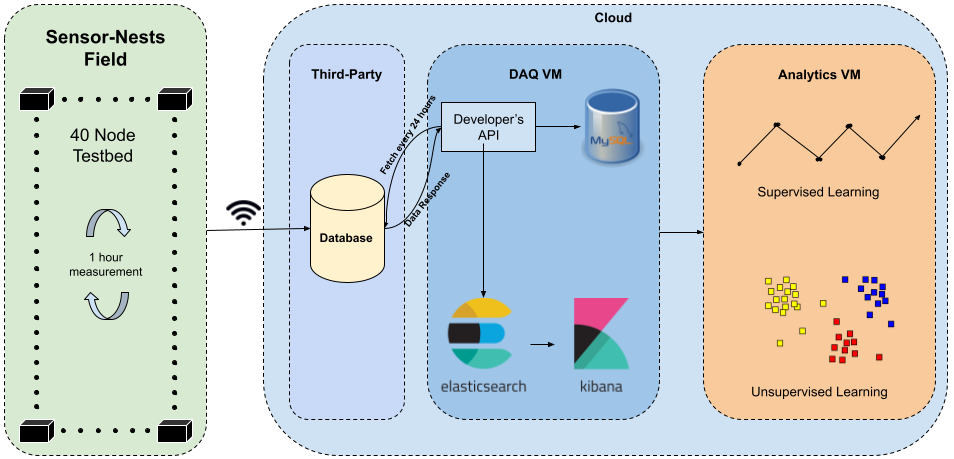 Sensor-Nests
Field
40 Node
Testbed
1 hour
measurement
Cloud
Third-Party
Database
Fetch every 24 hours
Data Response
DAQ VM
Developer's
API
MySQL
elasticsearch
kibana
Analytics VM
Supervised Learning
Unsupervised Learning